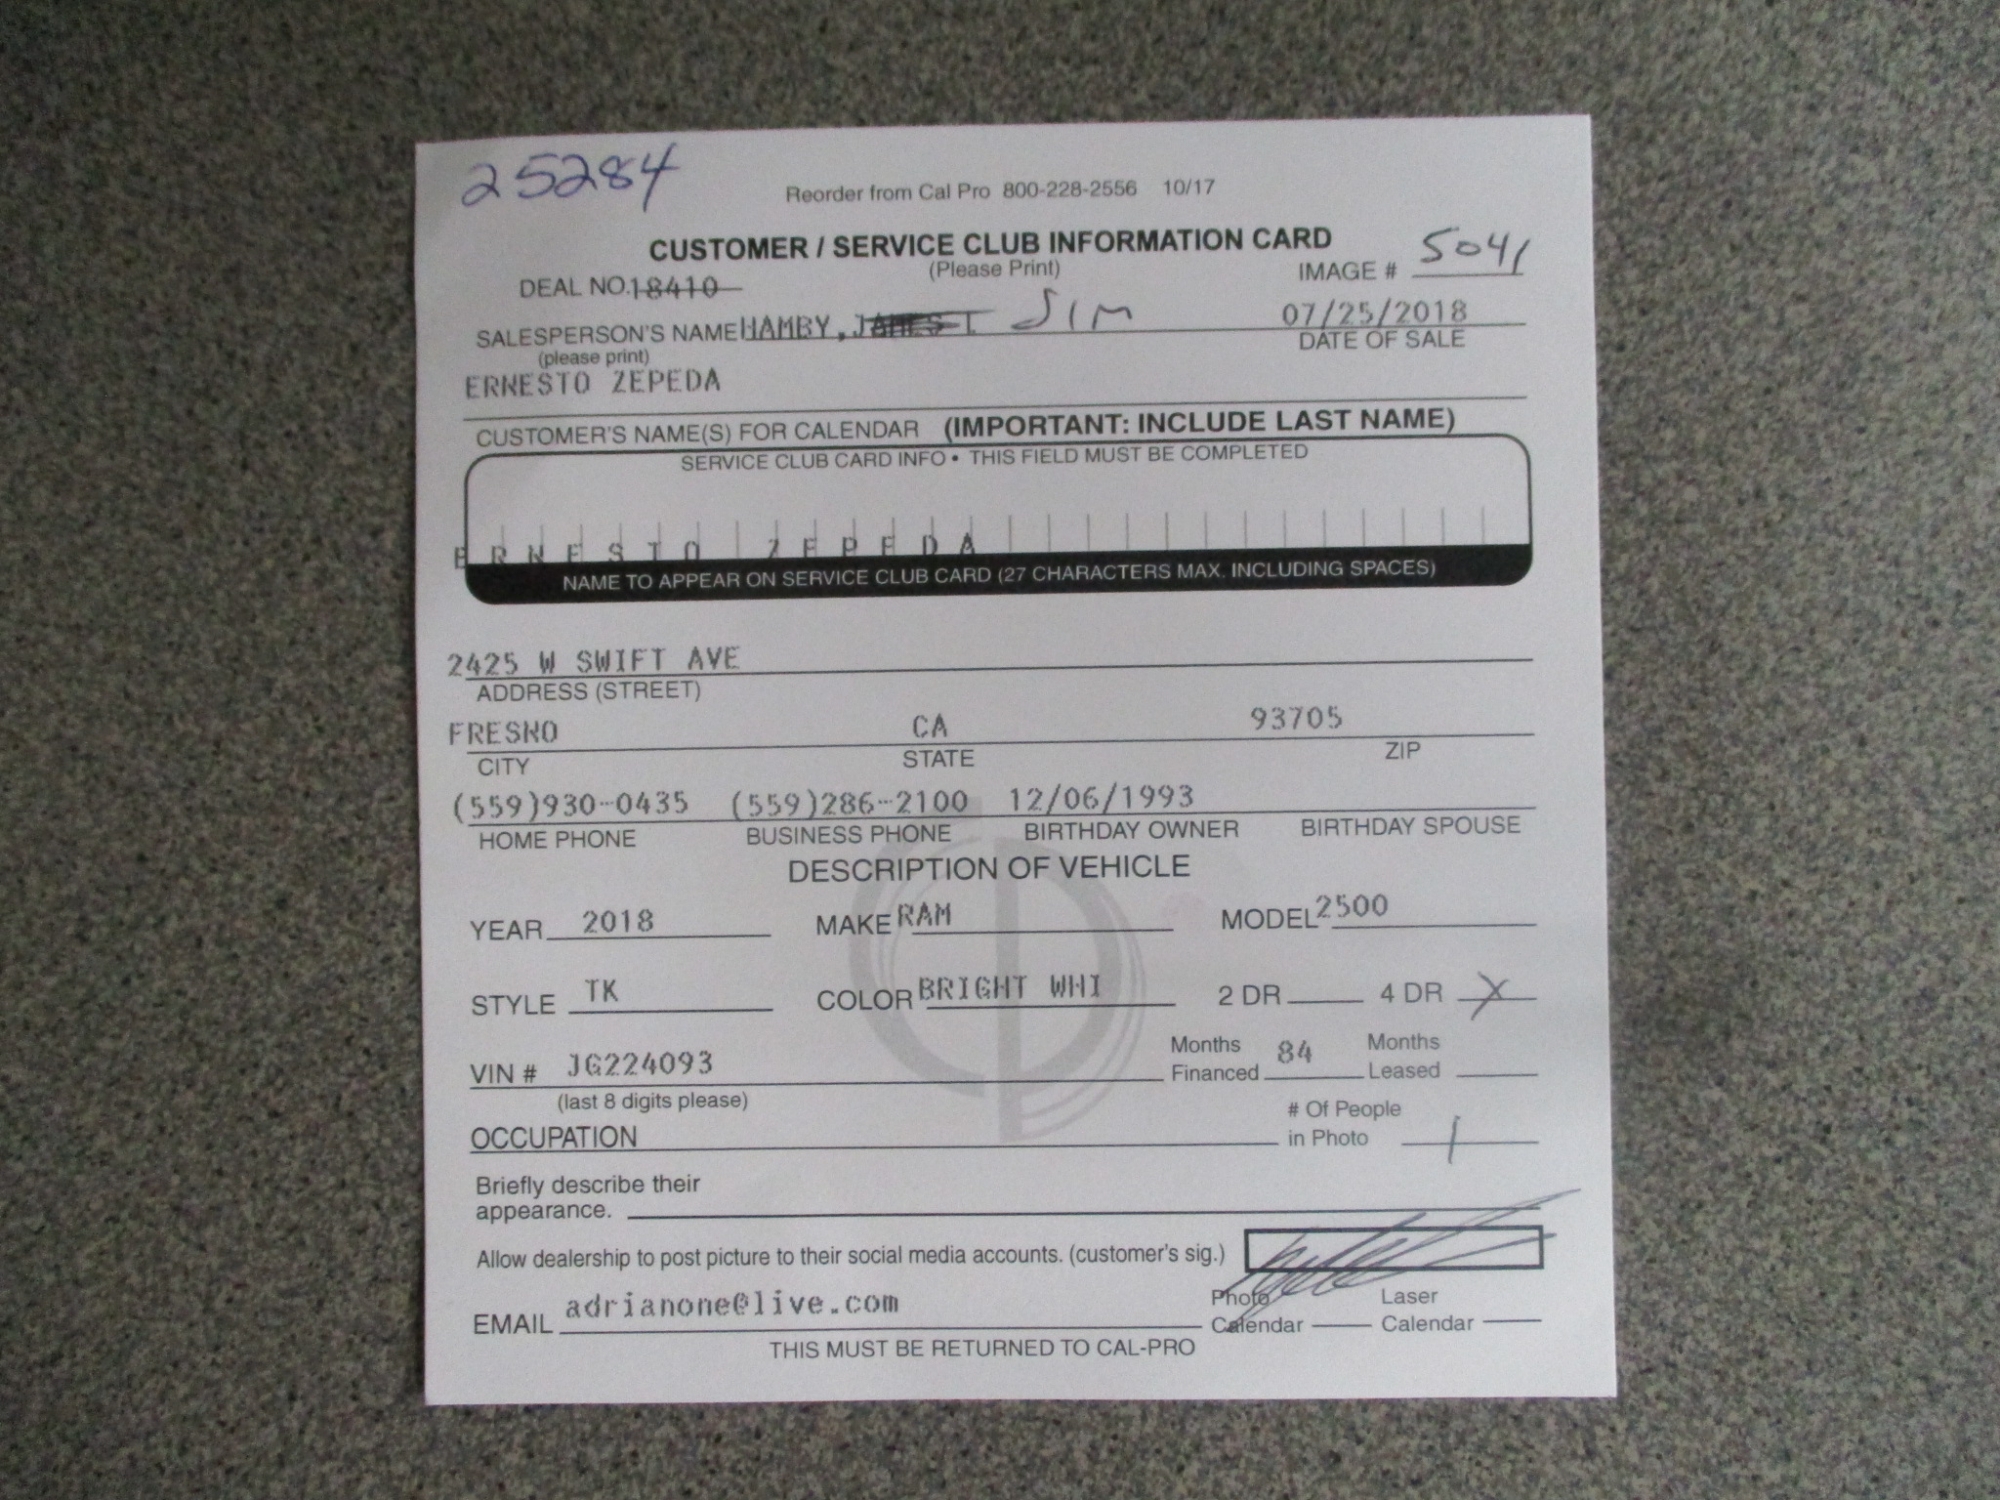 25284
Reorder from Cal Pro 800-228-2556 10/17
CUSTOMER / SERVICE CLUB INFORMATION CARD
(Please Print)
IMAGE # 5041
DEAL NO. 18410
SALESPERSON'S NAME HAMBY, JAMES I JIM 07/25/2018
(please print) DATE OF SALE
ERNESTO ZEPEDA
CUSTOMER'S NAME(S) FOR CALENDAR (IMPORTANT: INCLUDE LAST NAME)
SERVICE CLUB CARD INFO • THIS FIELD MUST BE COMPLETED
ERNESTO ZEPEDA
NAME TO APPEAR ON SERVICE CLUB CARD (27 CHARACTERS MAX. INCLUDING SPACES)
2425 W SWIFT AVE
ADDRESS (STREET)
FRESNO CA 93705
CITY STATE ZIP
(559)930-0435 (559)286-2100 12/06/1993
HOME PHONE BUSINESS PHONE BIRTHDAY OWNER BIRTHDAY SPOUSE
DESCRIPTION OF VEHICLE
YEAR 2018 MAKE RAM MODEL 2500
STYLE TK COLOR BRIGHT WHI 2 DR 4 DR X
VIN # JG224093 Months Financed 84 Months Leased
(last 8 digits please)
OCCUPATION # Of People in Photo 1
Briefly describe their
appearance.
Allow dealership to post picture to their social media accounts. (customer's sig.)
EMAIL adrianone@live.com Photo Calendar Laser Calendar
THIS MUST BE RETURNED TO CAL-PRO